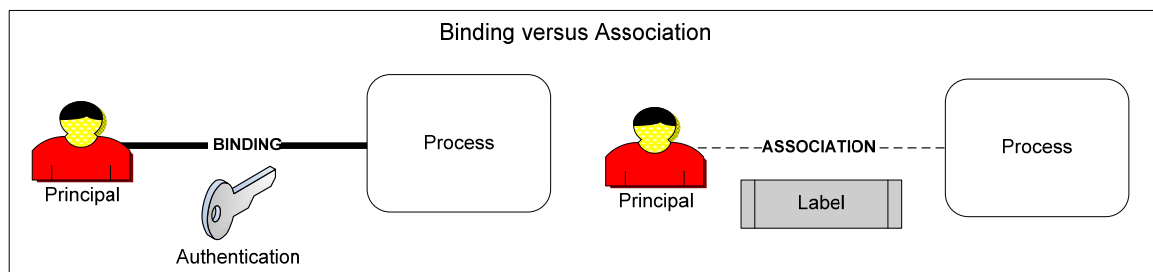 Binding versus Association
Principal
BINDING
Authentication
Process
Principal
ASSOCIATION
Label
Process